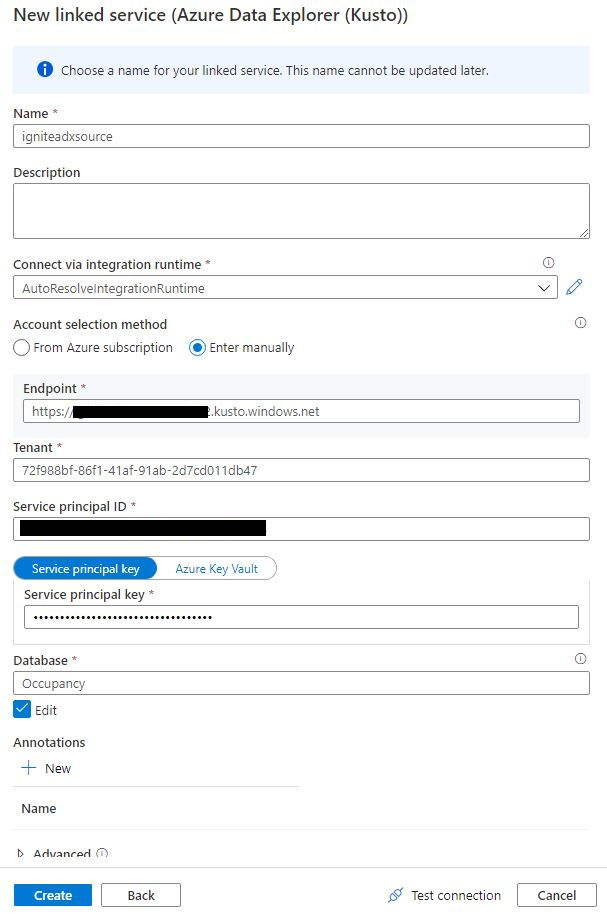 New linked service (Azure Data Explorer (Kusto))
Choose a name for your linked service. This name cannot be updated later.
Name *
igniteadxsource
Description
Connect via integration runtime *
AutoResolveIntegrationRuntime
Account selection method
From Azure subscription Enter manually
Endpoint *
https:// .kusto.windows.net
Tenant *
72f988bf-86f1-41af-91ab-2d7cd011db47
Service principal ID *
Service principal key Azure Key Vault
Service principal key *
••••••••••••••••••••••••••••••••••
Database *
Occupancy
Edit
Annotations
New
Name
Advanced
Create Back Test connection Cancel